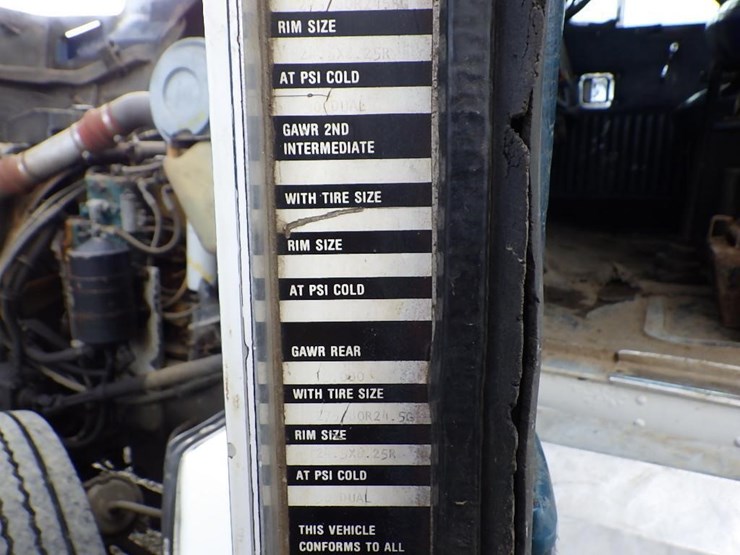 RIM SIZE
AT PSI COLD
DUAL
GAWR 2ND
INTERMEDIATE
WITH TIRE SIZE
RIM SIZE
AT PSI COLD
GAWR REAR
WITH TIRE SIZE
RIM SIZE
AT PSI COLD
DUAL
THIS VEHICLE
CONFORMS TO ALL